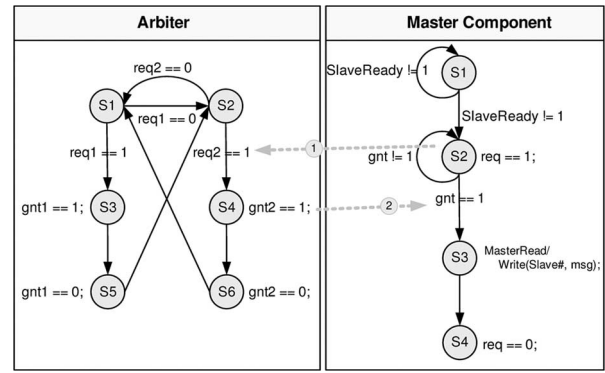 Arbiter
req2 == 0
S1
S2
req1 == 0
req1 == 1
req2 == 1
gnt1 == 1;
S3
S4
gnt2 == 1;
gnt1 == 0;
S5
S6
gnt2 == 0;
1
2
Master Component
SlaveReady != 1
S1
SlaveReady != 1
gnt != 1
S2
req == 1;
gnt == 1
S3
MasterRead/
Write(Slave#, msg);
S4
req == 0;